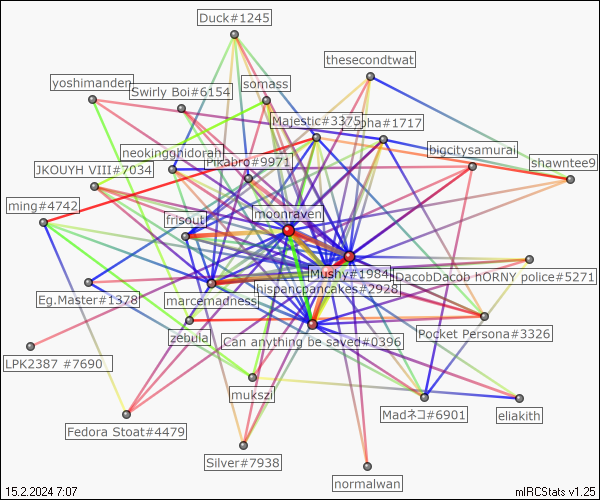 Duck#1245
thesecondtwat
yoshimanden
Swirly Boi#6154
somass
Majestic#3375
pha#1717
neokingghidorah
Pikabro#9971
bigcitysamurai
shawntee9
JKOUYH VIII#7034
ming#4742
moonraven
frisout
Mushy#1984
DacobDacob hORNY police#5271
hispancpancakes#2928
Eg.Master#1378
marcemadness
zebula
Can anything be saved#0396
Pocket Persona#3326
LPK2387 #7690
mukszi
Madネコ#6901
eliakith
Fedora Stoat#4479
Silver#7938
normalwan
15.2.2024 7:07
mIRCStats v1.25